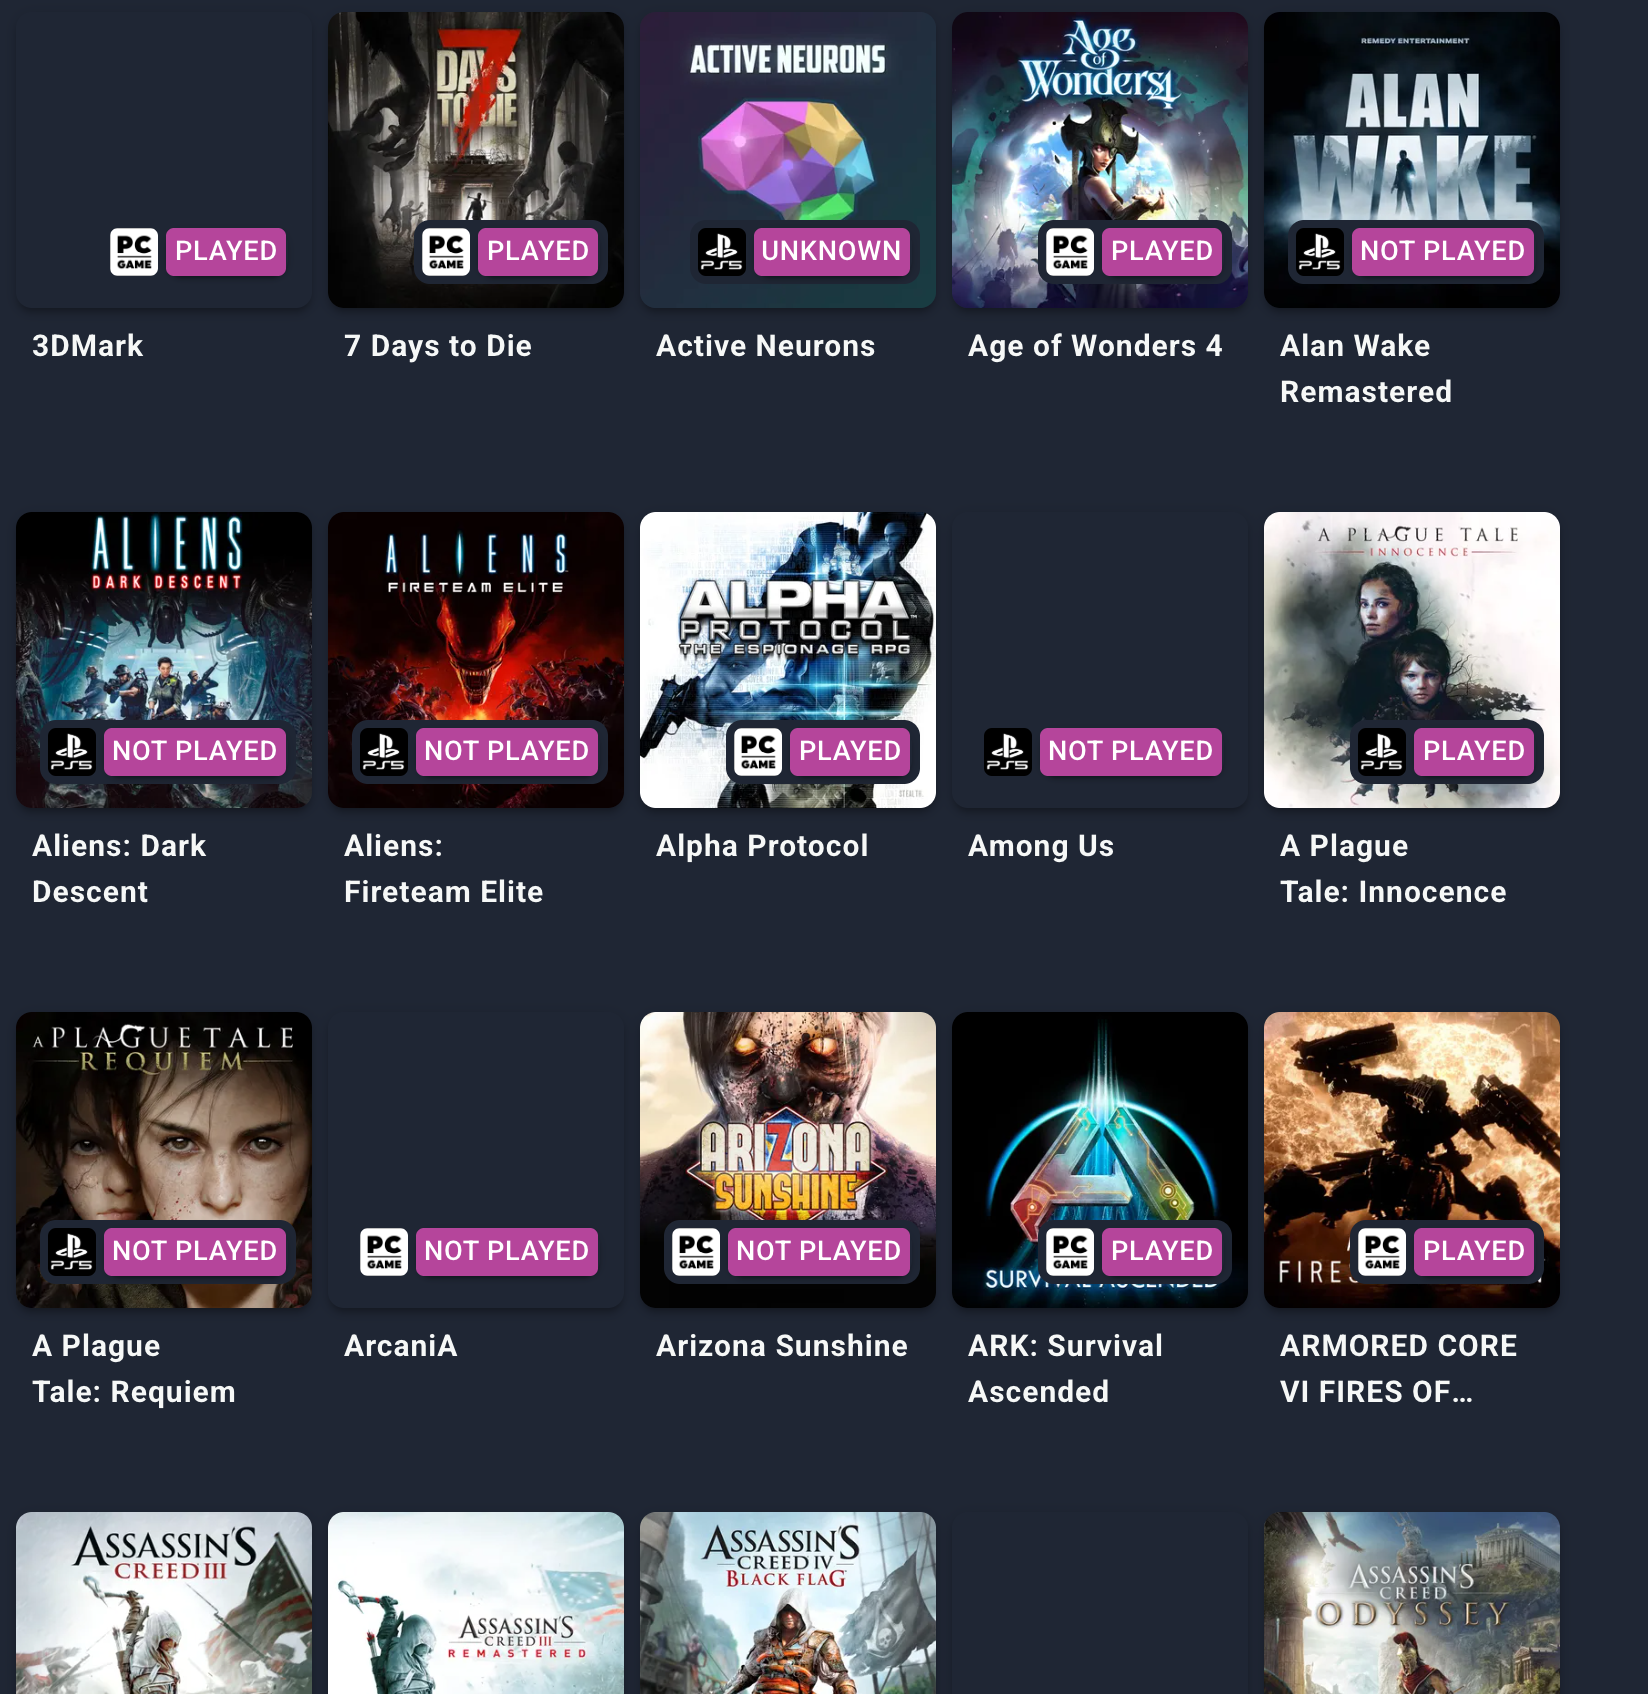 PC
GAME
PLAYED
3DMark
7
DAYS
TO DIE
PC
GAME
PLAYED
7 Days to Die
ACTIVE NEURONS
PS5
UNKNOWN
Active Neurons
Age
of
Wonders 4
PC
GAME
PLAYED
Age of Wonders 4
REMEDY ENTERTAINMENT
ALAN
WAKE
PS5
NOT PLAYED
Alan Wake
Remastered
ALIENS
DARK DESCENT
PS5
NOT PLAYED
Aliens: Dark
Descent
ALIENS
FIRETEAM ELITE
PS5
NOT PLAYED
Aliens:
Fireteam Elite
ALPHA
PROTOCOL™
THE ESPIONAGE RPG
STEALTH
PC
GAME
PLAYED
Alpha Protocol
PS5
NOT PLAYED
Among Us
A PLAGUE TALE
INNOCENCE
PS5
PLAYED
A Plague
Tale: Innocence
A PLAGUE TALE
REQUIEM
PS5
NOT PLAYED
A Plague
Tale: Requiem
PC
GAME
NOT PLAYED
ArcaniA
ARIZONA
SUNSHINE
PC
GAME
NOT PLAYED
Arizona Sunshine
PC
GAME
PLAYED
SURVIVAL ASCENDED
ARK: Survival
Ascended
PC
GAME
PLAYED
FIRES
ARMORED CORE
VI FIRES OF…
ASSASSIN'S
CREED III
ASSASSIN'S
CREED III
REMASTERED
ASSASSIN'S
CREED IV
BLACK FLAG
ASSASSIN'S
CREED
ODYSSEY